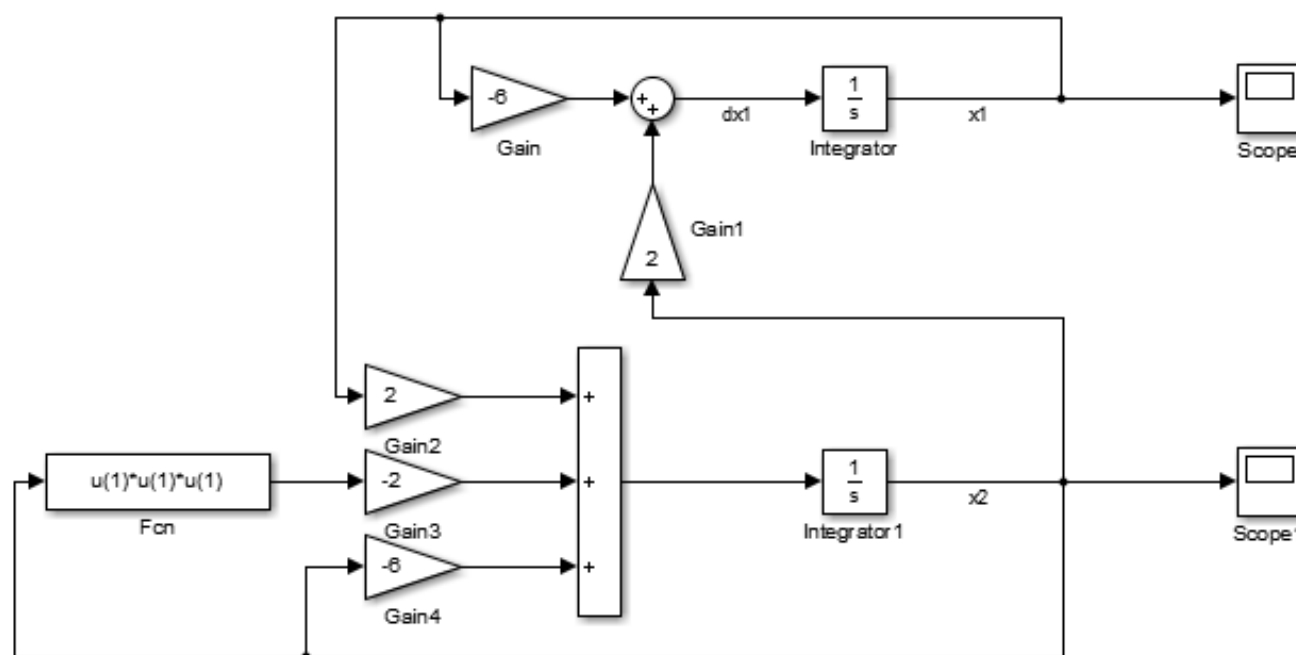 -6
Gain
+
+
dx1
1
s
Integrator
x1
Scope
Gain1
2
2
Gain2
+
u(1)*u(1)*u(1)
Fcn
-2
Gain3
+
1
s
Integrator1
x2
Scope1
-6
Gain4
+